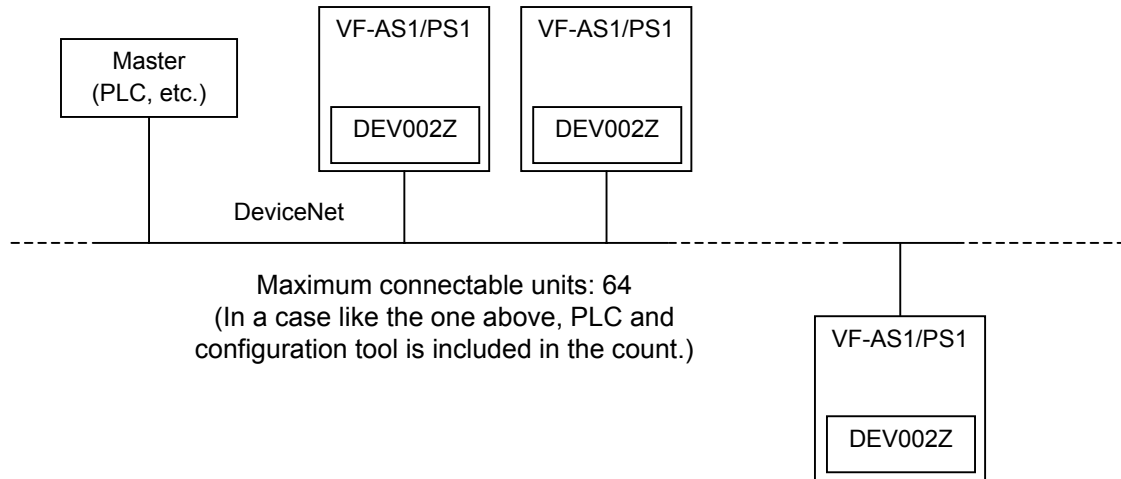 VF-AS1/PS1
VF-AS1/PS1
Master
(PLC, etc.)
DEV002Z
DEV002Z
DeviceNet
Maximum connectable units: 64
(In a case like the one above, PLC and
configuration tool is included in the count.)
VF-AS1/PS1
DEV002Z